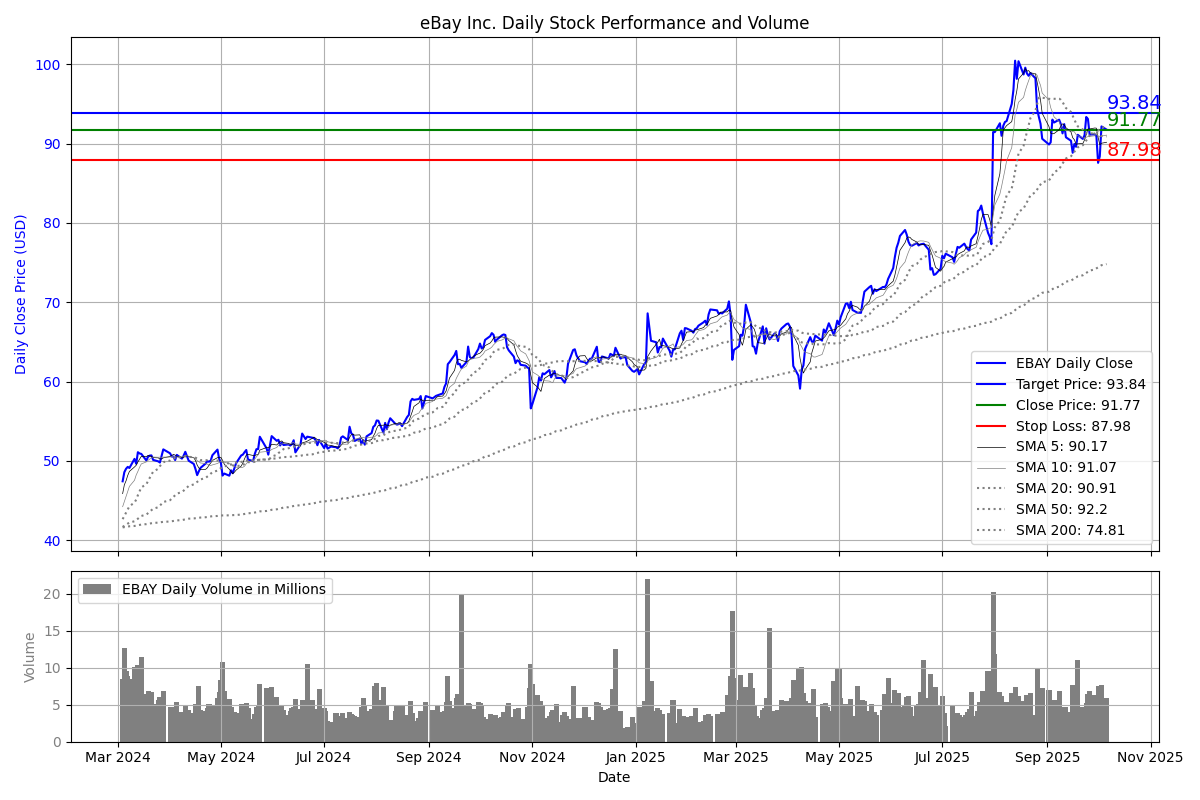 eBay Inc. Daily Stock Performance and Volume
Daily Close Price (USD)
100
90
80
70
60
50
40
93.84
91.77
87.98
EBAY Daily Close
Target Price: 93.84
Close Price: 91.77
Stop Loss: 87.98
SMA 5: 90.17
SMA 10: 91.07
SMA 20: 90.91
SMA 50: 92.2
SMA 200: 74.81
EBAY Daily Volume in Millions
Volume
20
15
10
5
0
Mar 2024 May 2024 Jul 2024 Sep 2024 Nov 2024 Jan 2025 Mar 2025 May 2025 Jul 2025 Sep 2025 Nov 2025
Date